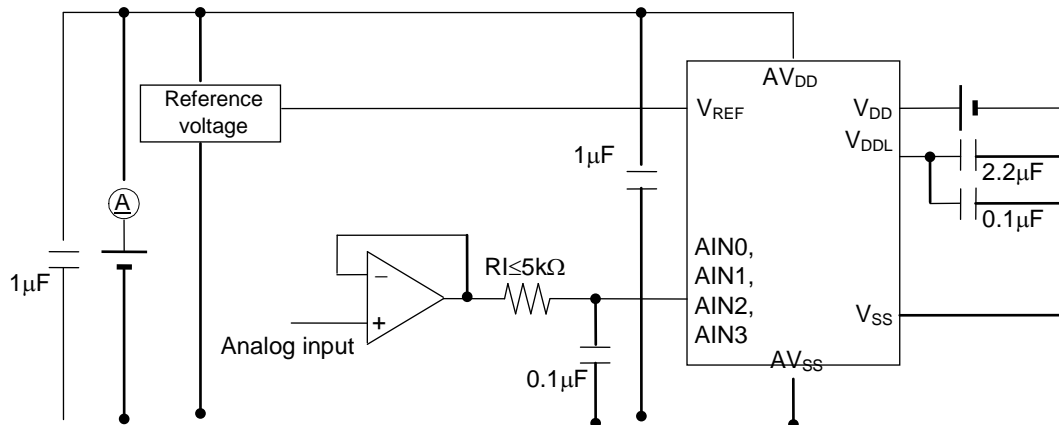 AVDD
Reference
voltage
VREF
VDD
VDDL
1µF
2.2µF
0.1µF
A
1µF
RI≤5kΩ
AIN0,
AIN1,
AIN2,
AIN3
−
+
Analog input
0.1µF
VSS
AVSS